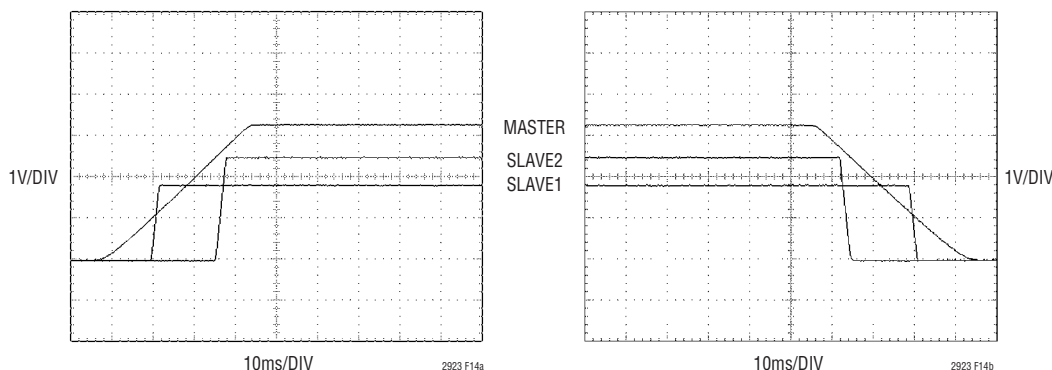 MASTER
SLAVE2
1V/DIV
SLAVE1
1V/DIV
10ms/DIV
2923 F14a
10ms/DIV
2923 F14b